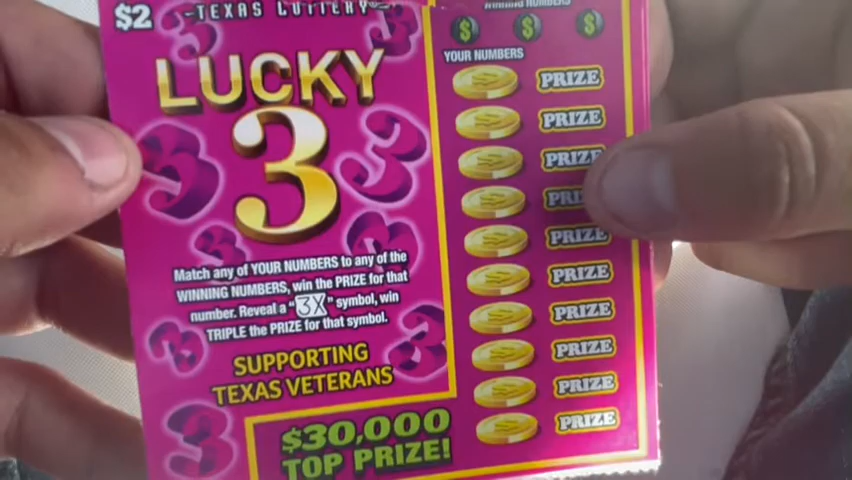 $2
TEXAS LOTTERY
LUCKY
3
Match any of YOUR NUMBERS to any of the
WINNING NUMBERS, win the PRIZE for that
number. Reveal a "3X" symbol, win
TRIPLE the PRIZE for that symbol.
SUPPORTING
TEXAS VETERANS
$30,000
TOP PRIZE!
WINNING NUMBERS
$ $ $
YOUR NUMBERS
PRIZE
PRIZE
PRIZE
PRI
PRIZE
PRIZE
PRIZE
PRIZE
PRIZE
PRIZE